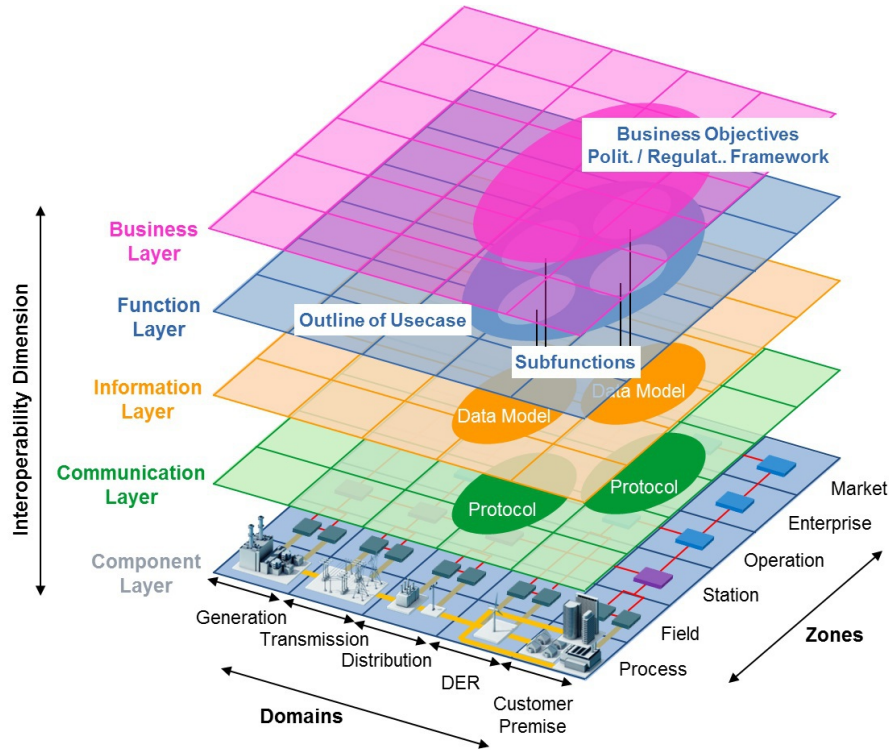 Business Objectives
Polit. / Regulat.. Framework
Interoperability Dimension
Business
Layer
Function
Layer
Outline of Usecase
Subfunctions
Information
Layer
Data Model
Data Model
Communication
Layer
Protocol
Protocol
Component
Layer
Market
Enterprise
Operation
Station
Field
Process
Zones
Generation
Transmission
Distribution
DER
Customer
Premise
Domains